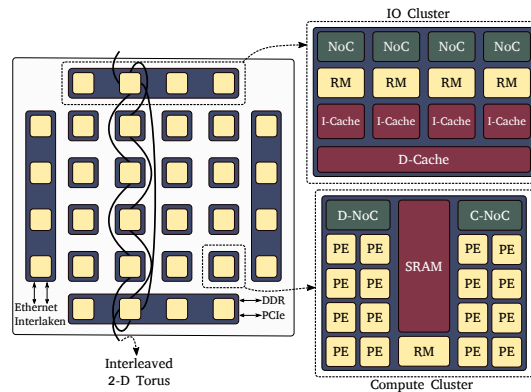 IO Cluster
NoC NoC NoC NoC
RM RM RM RM
I-Cache I-Cache I-Cache I-Cache
D-Cache
D-NoC C-NoC
SRAM
PE PE PE PE
PE PE PE PE
PE PE PE PE
PE PE RM PE PE
Compute Cluster
Ethernet
Interlaken
DDR
PCIe
Interleaved
2-D Torus